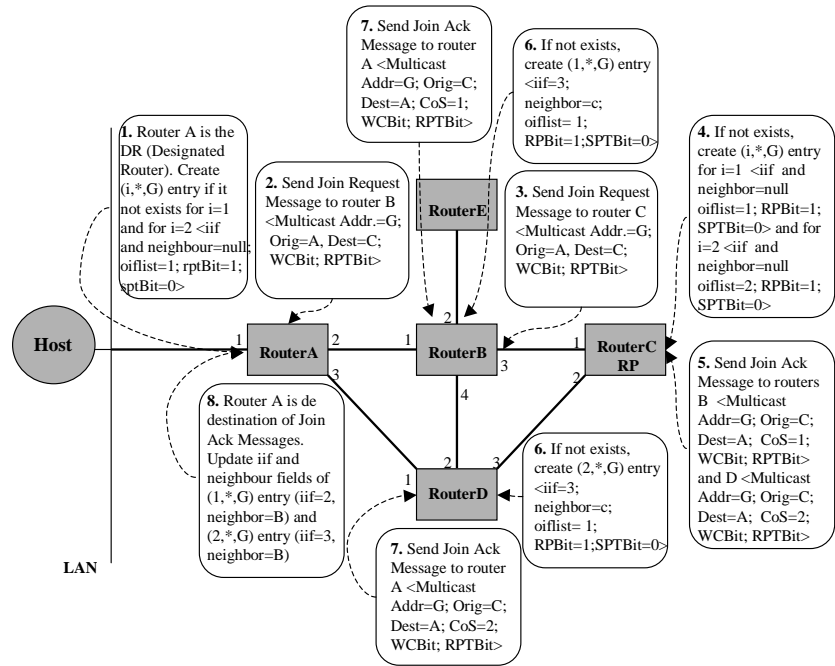 7. Send Join Ack
Message to router
A <Multicast
Addr=G; Orig=C;
Dest=A; CoS=1;
WCBit; RPTBit>
6. If not exists,
create (1,*,G) entry
<iif=3;
neighbor=c;
oiflist= 1;
RPBit=1;SPTBit=0>
1. Router A is the
DR (Designated
Router). Create
(i,*,G) entry if it
not exists for i=1
and for i=2 <iif
and neighbour=null;
oiflist=1; rptBit=1;
sptBit=0>
2. Send Join Request
Message to router B
<Multicast Addr.=G;
Orig=A, Dest=C;
WCBit; RPTBit>
3. Send Join Request
Message to router C
<Multicast Addr.=G;
Orig=A, Dest=C;
WCBit; RPTBit>
4. If not exists,
create (i,*,G) entry
for i=1 <iif and
neighbor=null
oiflist=1; RPBit=1;
SPTBit=0> and for
i=2 <iif and
neighbor=null
oiflist=2; RPBit=1;
SPTBit=0>
RouterE
2
Host
1
RouterA
2
3
1
RouterB
3
4
1
RouterC
RP
2
5. Send Join Ack
Message to routers
B <Multicast
Addr=G; Orig=C;
Dest=A; CoS=1;
WCBit; RPTBit>
and D <Multicast
Addr=G; Orig=C;
Dest=A; CoS=2;
WCBit; RPTBit>
8. Router A is de
destination of Join
Ack Messages.
Update iif and
neighbour fields of
(1,*,G) entry (iif=2,
neighbor=B) and
(2,*,G) entry (iif=3,
neighbor=B)
1
2
3
RouterD
6. If not exists,
create (2,*,G) entry
<iif=3;
neighbor=c;
oiflist= 1;
RPBit=1;SPTBit=0>
7. Send Join Ack
Message to router
A <Multicast
Addr=G; Orig=C;
Dest=A; CoS=2;
WCBit; RPTBit>
LAN